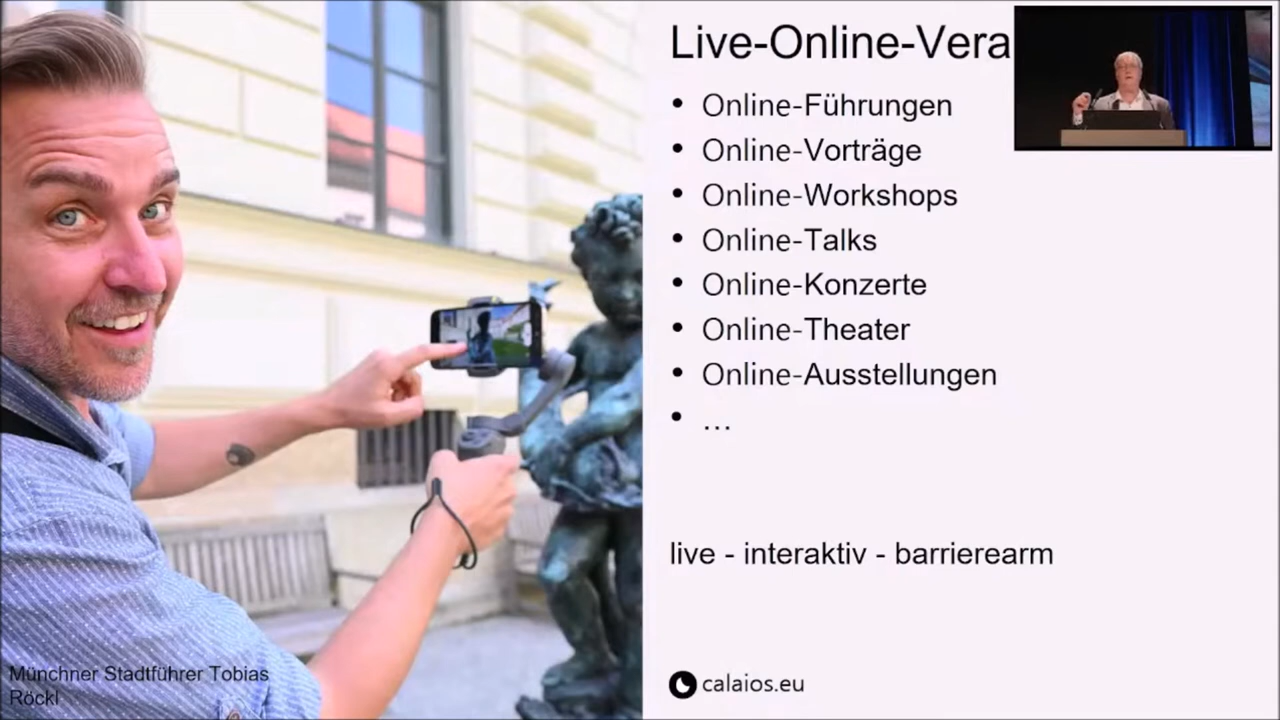 Live-Online-Vera
• Online-Führungen
• Online-Vorträge
• Online-Workshops
• Online-Talks
• Online-Konzerte
• Online-Theater
• Online-Ausstellungen
• …
live - interaktiv - barrierearm
calaios.eu
Münchner Stadtführer Tobias
Röckl